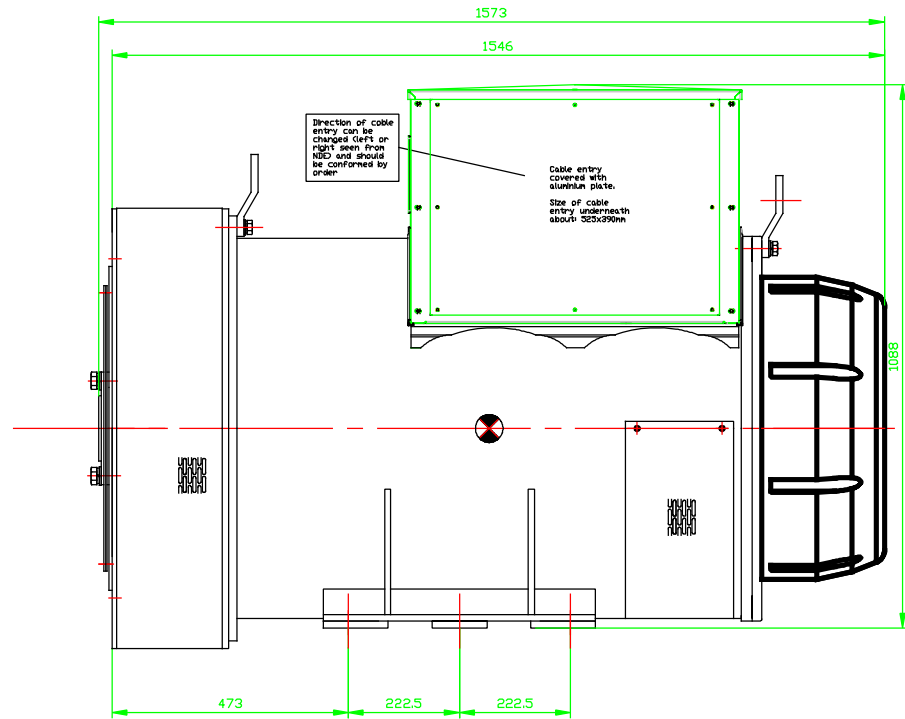 1573
1546
Direction of cable
entry can be
changed (left or
right seen from
NDE) and should
be conformed by
order
Cable entry
covered with
aluminium plate.
Size of cable
entry underneath
about: 525x390mm
1088
473
222.5
222.5